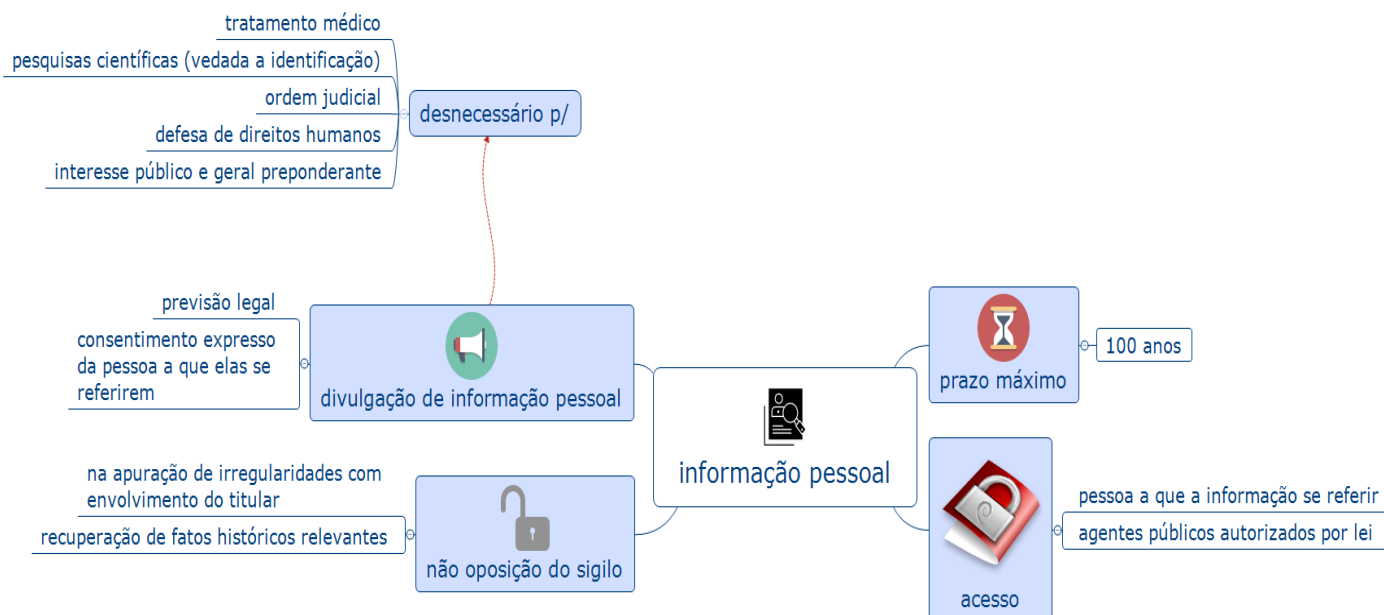 tratamento médico
pesquisas científicas (vedada a identificação)
ordem judicial
defesa de direitos humanos
interesse público e geral preponderante
desnecessário p/
previsão legal
consentimento expresso
da pessoa a que elas se
referirem
divulgação de informação pessoal
na apuração de irregularidades com
envolvimento do titular
recuperação de fatos históricos relevantes
não oposição do sigilo
informação pessoal
prazo máximo
100 anos
acesso
pessoa a que a informação se referir
agentes públicos autorizados por lei